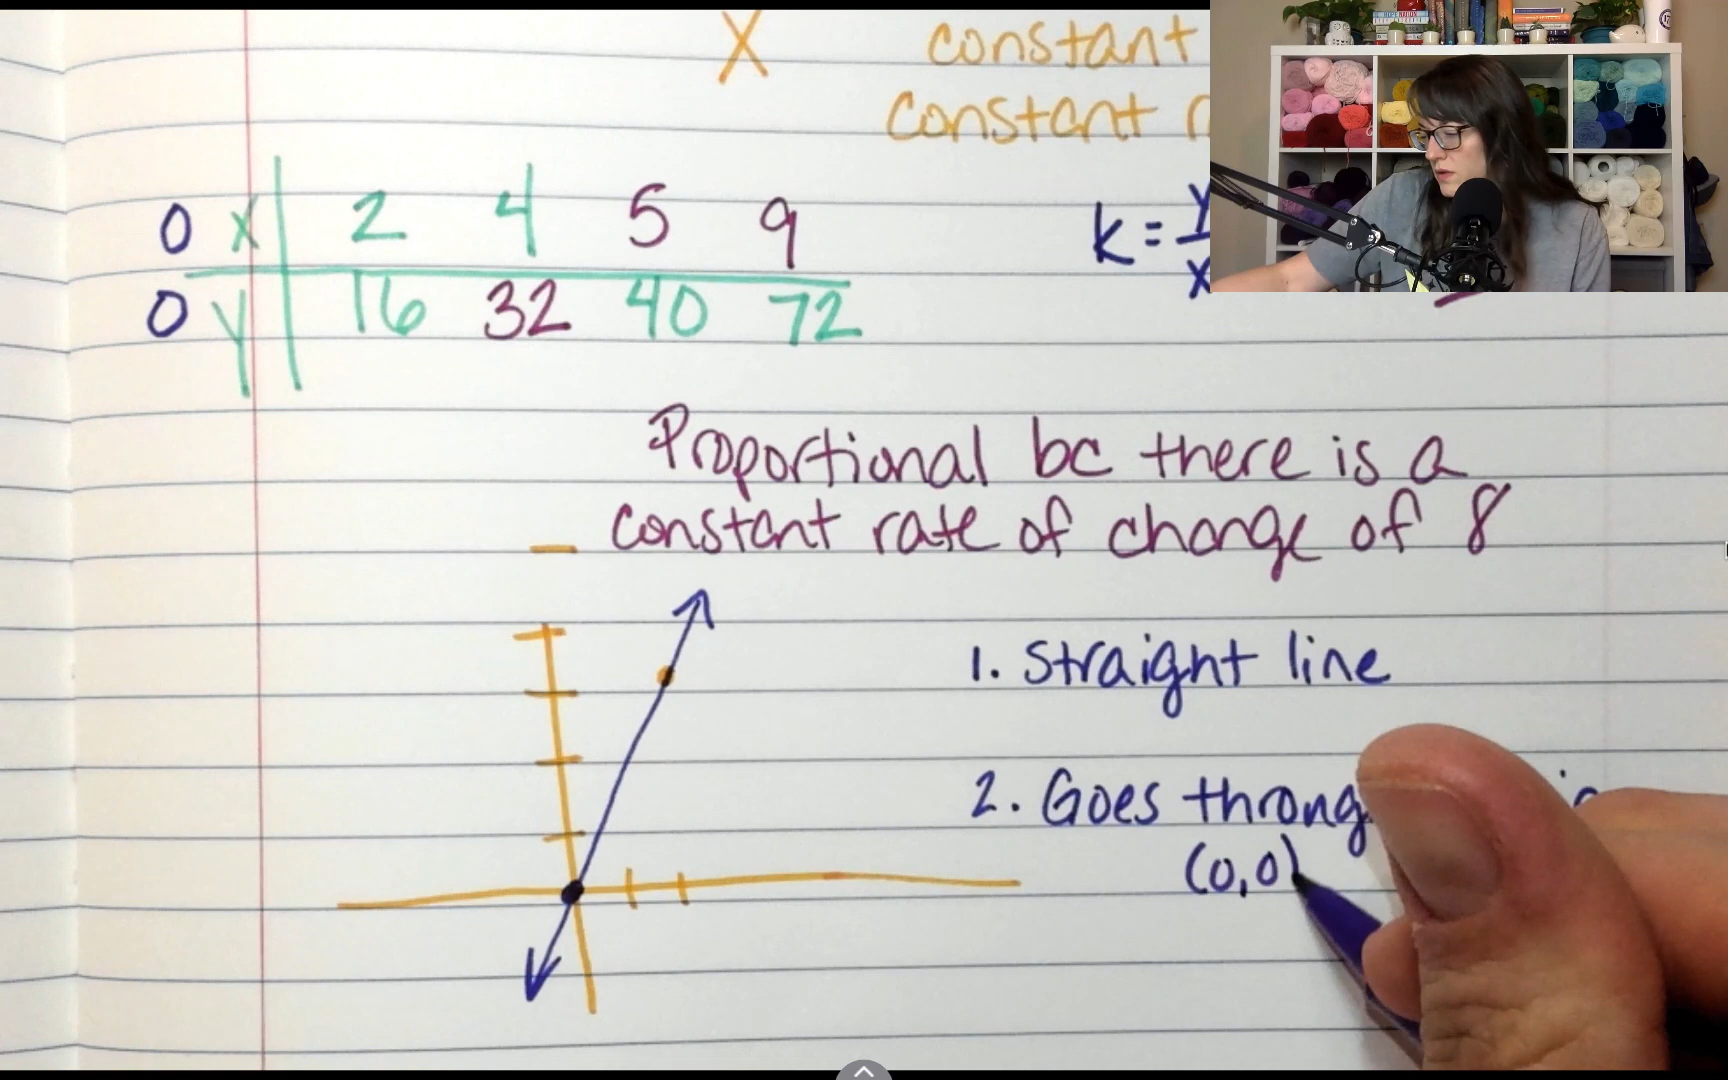 X constant
constant r
0 x 2 4 5 9
0 y 16 32 40 72
k = y
x
Proportional bc there is a
constant rate of change of 8
1. straight line
2. Goes throug
(0,0)